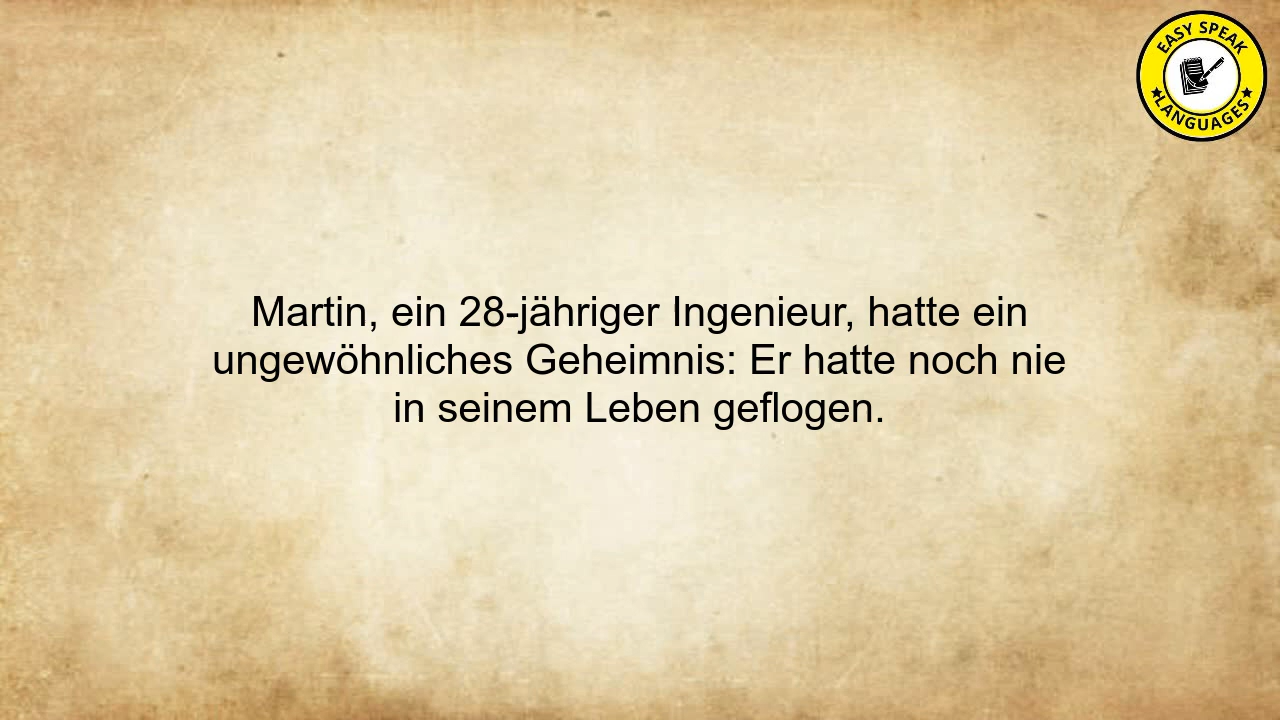 EASY SPEAK
LANGUAGES
Martin, ein 28-jähriger Ingenieur, hatte ein
ungewöhnliches Geheimnis: Er hatte noch nie
in seinem Leben geflogen.